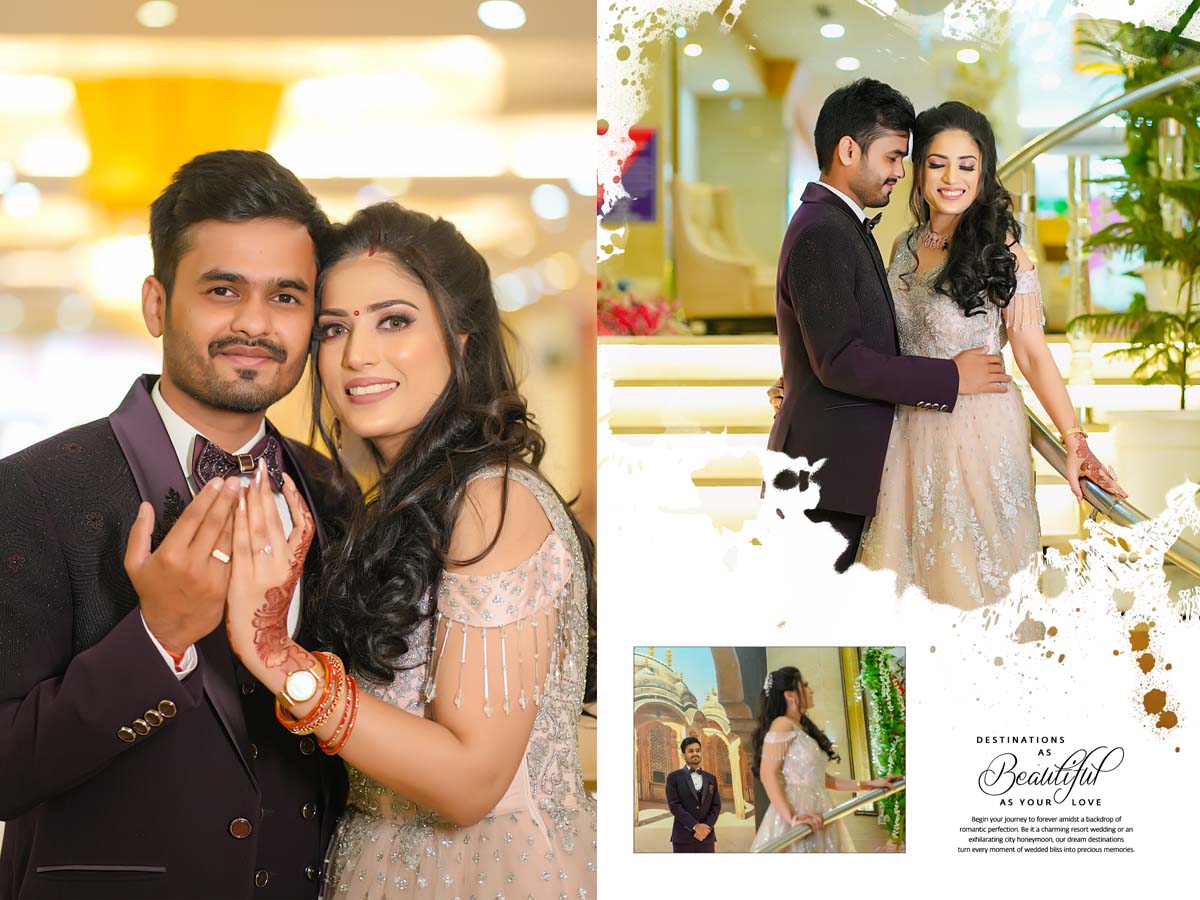 DESTINATIONS
AS
Beautiful
AS YOUR LOVE
Begin your journey to forever amidst a backdrop of
romantic perfection. Be it a charming resort wedding or an
exhilarating city honeymoon, our dream destinations
turn every moment of wedded bliss into precious memories.